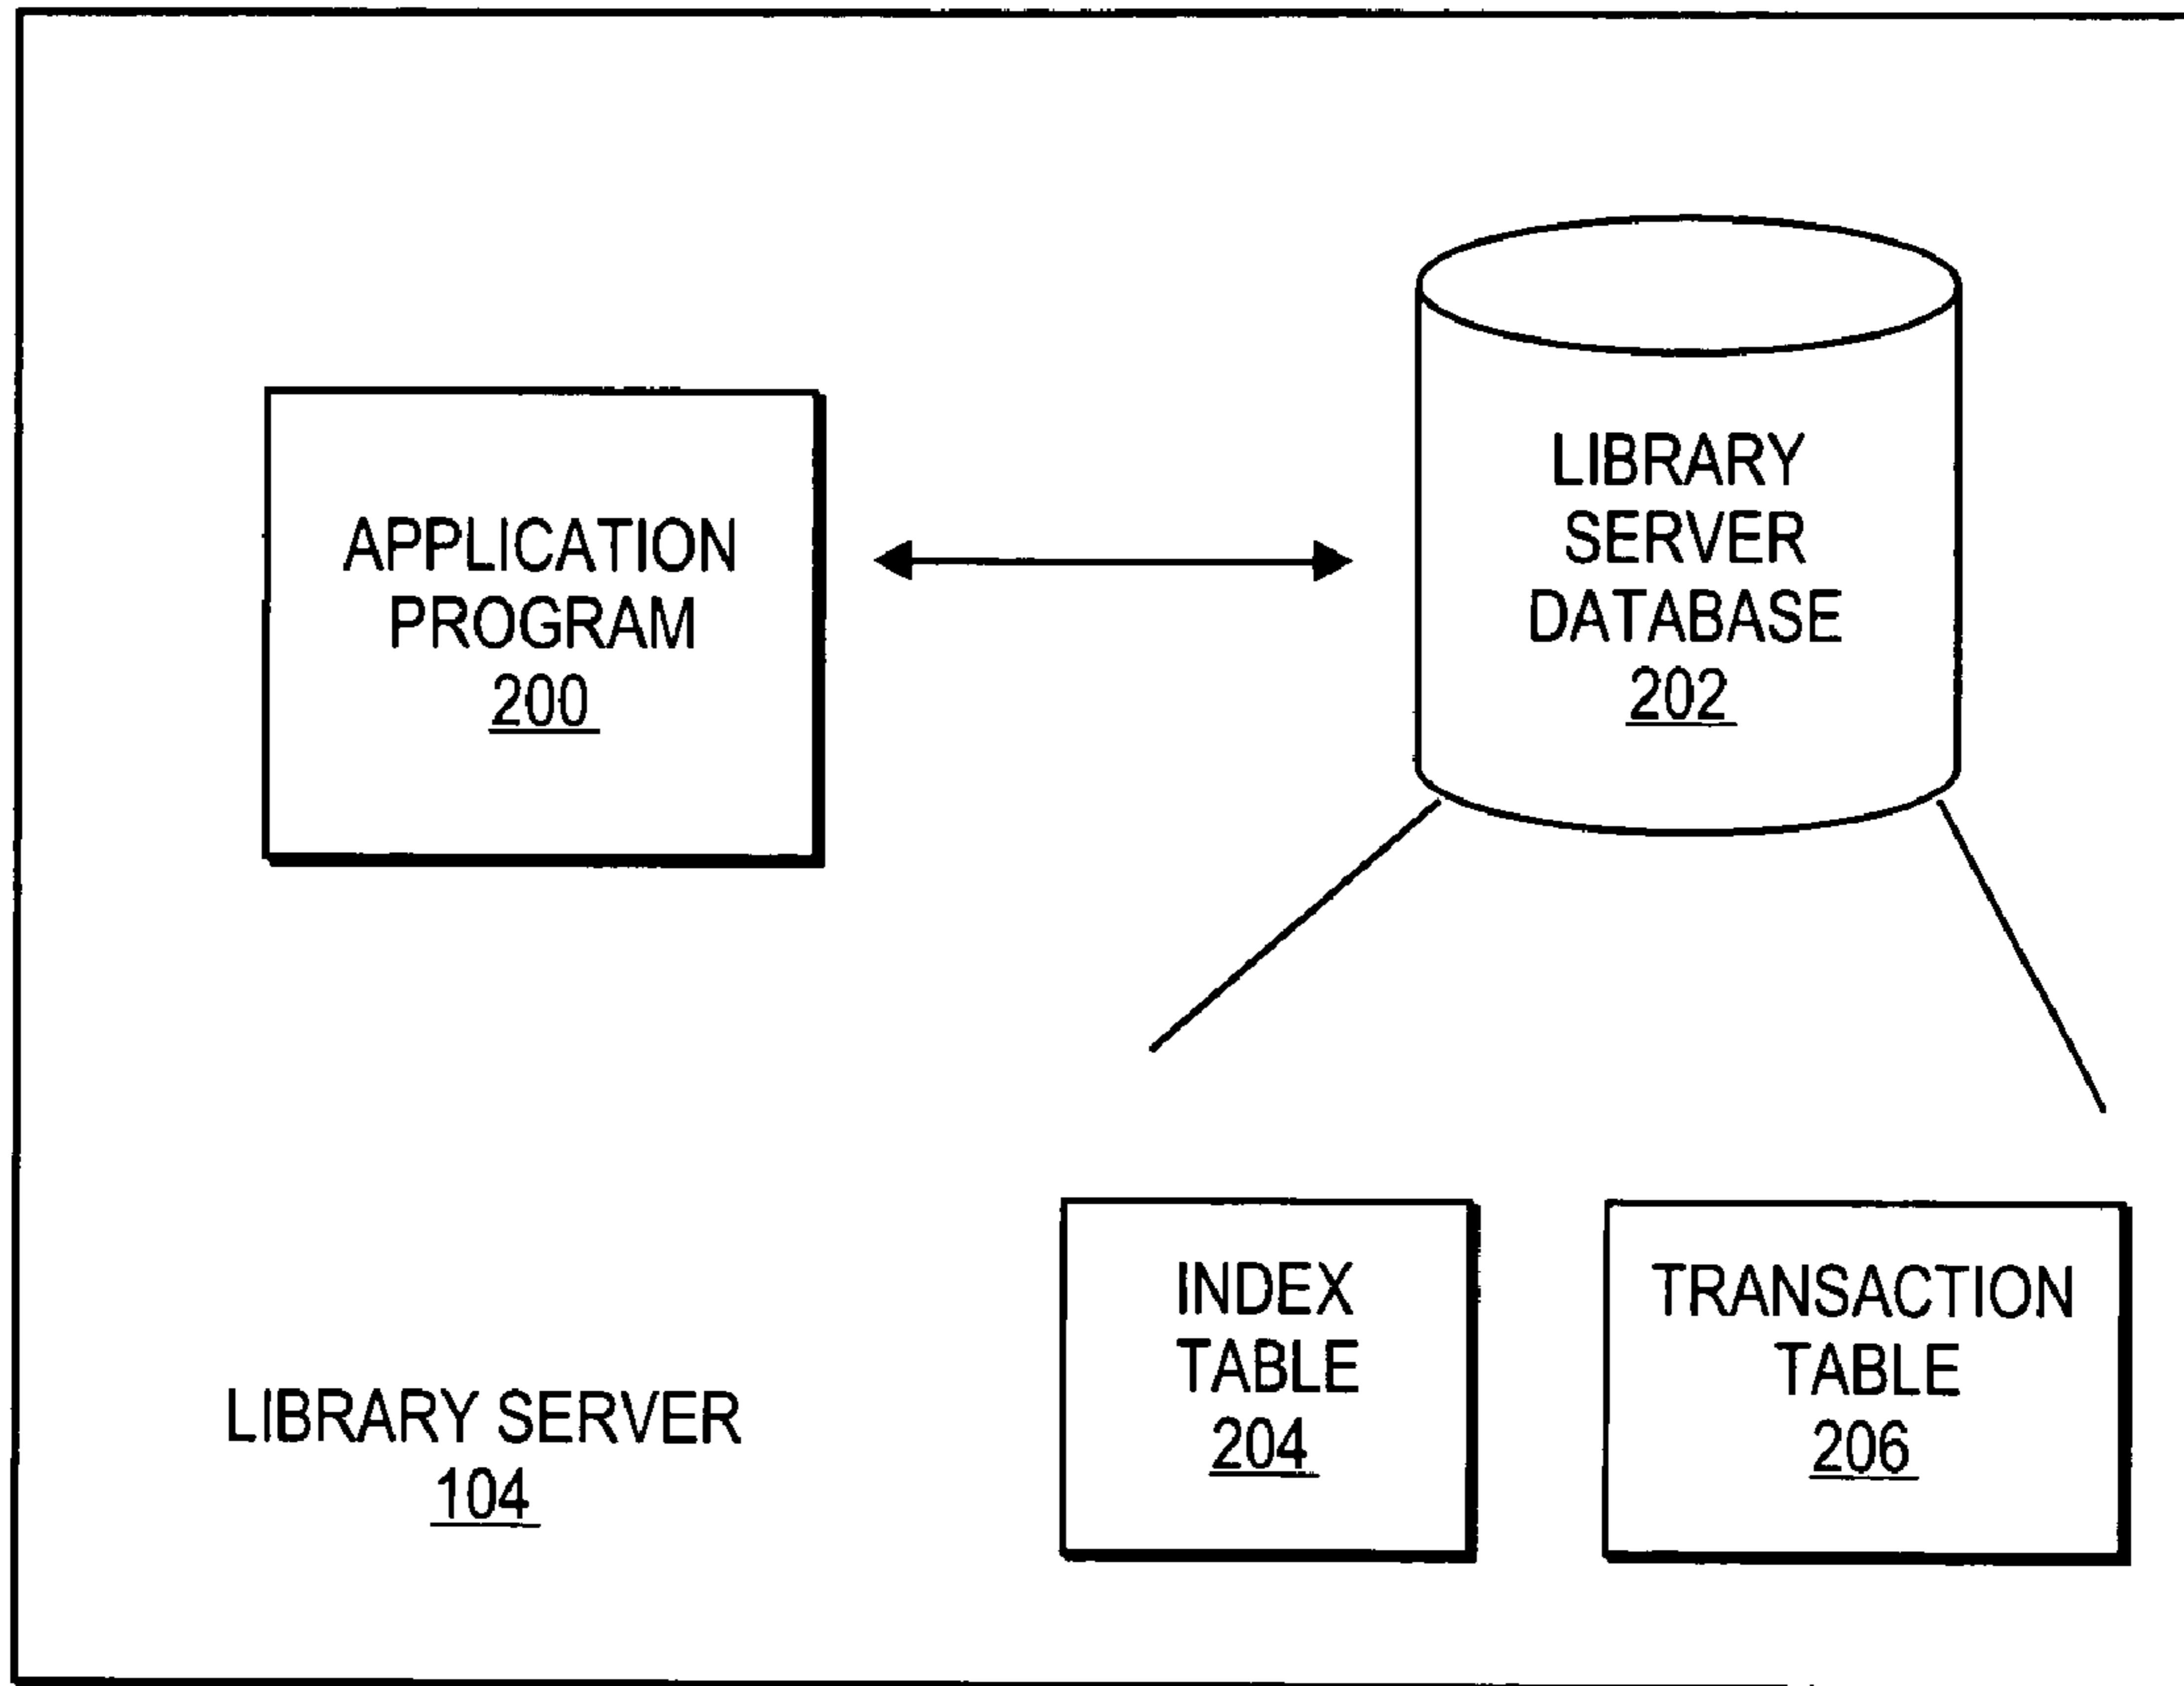 APPLICATION
PROGRAM
200
LIBRARY
SERVER
DATABASE
202
INDEX
TABLE
204
TRANSACTION
TABLE
206
LIBRARY SERVER
104